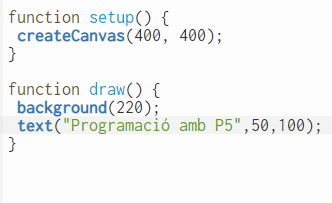 function setup() {
createCanvas(400, 400);
}
function draw() {
background(220);
text("Programació amb P5",50,100);
}